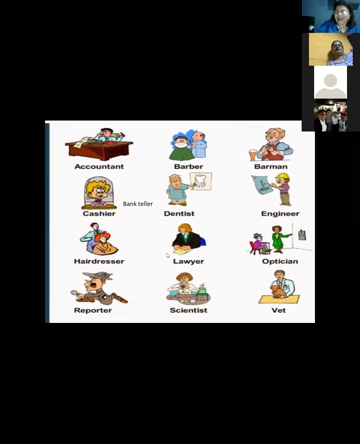 Accountant Barber Barman
Cashier Bank teller Dentist Engineer
Hairdresser Lawyer Optician
Reporter Scientist Vet